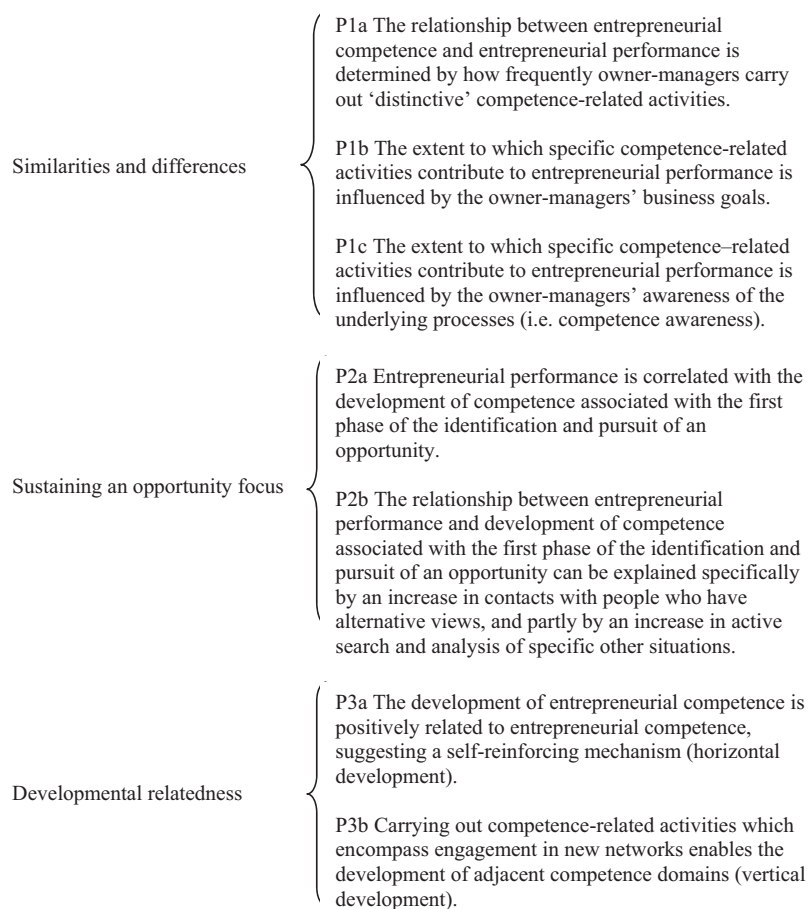 P1a The relationship between entrepreneurial
competence and entrepreneurial performance is
determined by how frequently owner-managers carry
out ‘distinctive’ competence-related activities.
Similarities and differences
P1b The extent to which specific competence-related
activities contribute to entrepreneurial performance is
influenced by the owner-managers’ business goals.
P1c The extent to which specific competence–related
activities contribute to entrepreneurial performance is
influenced by the owner-managers’ awareness of the
underlying processes (i.e. competence awareness).
P2a Entrepreneurial performance is correlated with the
development of competence associated with the first
phase of the identification and pursuit of an
opportunity.
Sustaining an opportunity focus
P2b The relationship between entrepreneurial
performance and development of competence
associated with the first phase of the identification and
pursuit of an opportunity can be explained specifically
by an increase in contacts with people who have
alternative views, and partly by an increase in active
search and analysis of specific other situations.
P3a The development of entrepreneurial competence is
positively related to entrepreneurial competence,
suggesting a self-reinforcing mechanism (horizontal
development).
Developmental relatedness
P3b Carrying out competence-related activities which
encompass engagement in new networks enables the
development of adjacent competence domains (vertical
development).